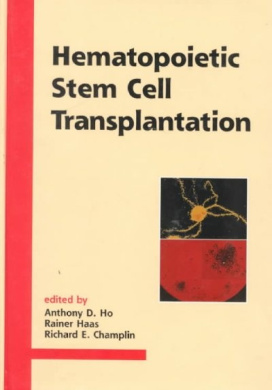 Hematopoietic
Stem Cell
Transplantation
edited by
Anthony D. Ho
Rainer Haas
Richard E. Champlin